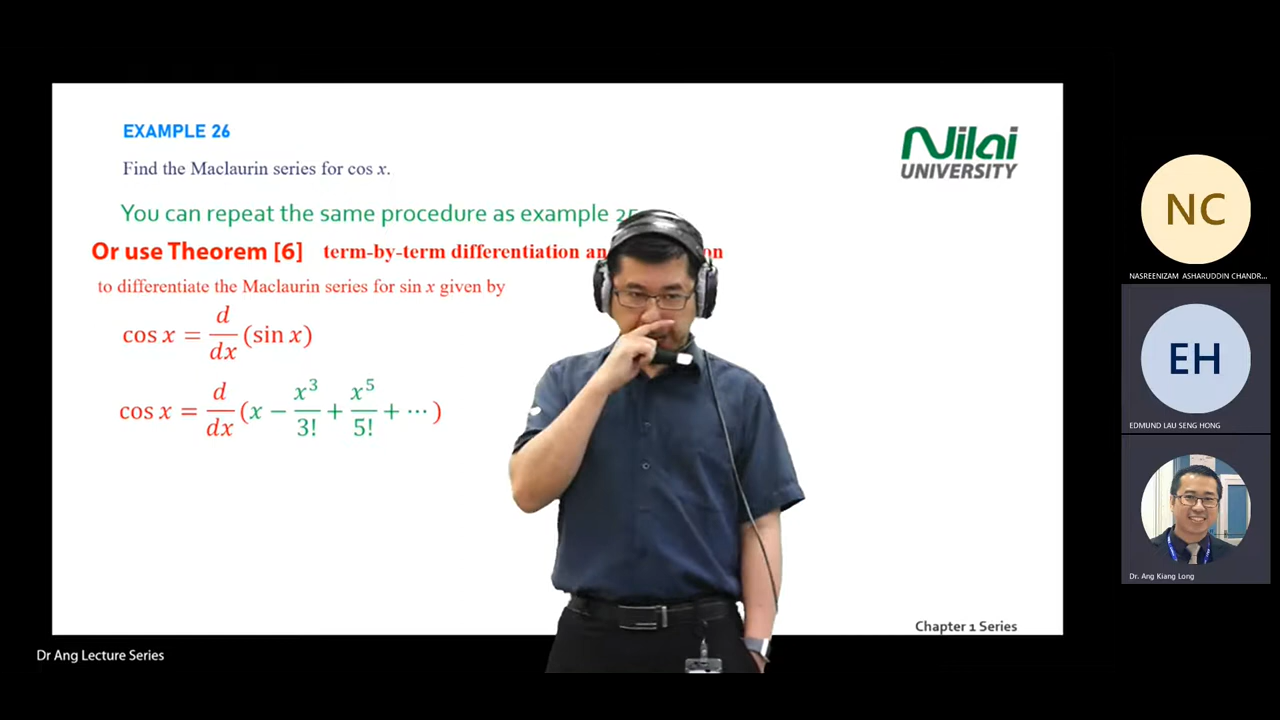 EXAMPLE 26
Nilai
UNIVERSITY
Find the Maclaurin series for cos x.
You can repeat the same procedure as example
Or use Theorem [6] term-by-term differentiation
to differentiate the Maclaurin series for sin x given by
cos x = d/dx (sin x)
cos x = d/dx (x − x³/3! + x⁵/5! + ⋯ )
Chapter 1 Series
Dr Ang Lecture Series
NC
NASREENIZAM ASHARUDDIN CHANDR...
EH
EDMUND LAU SENG HONG
Dr. Ang Kiang Long